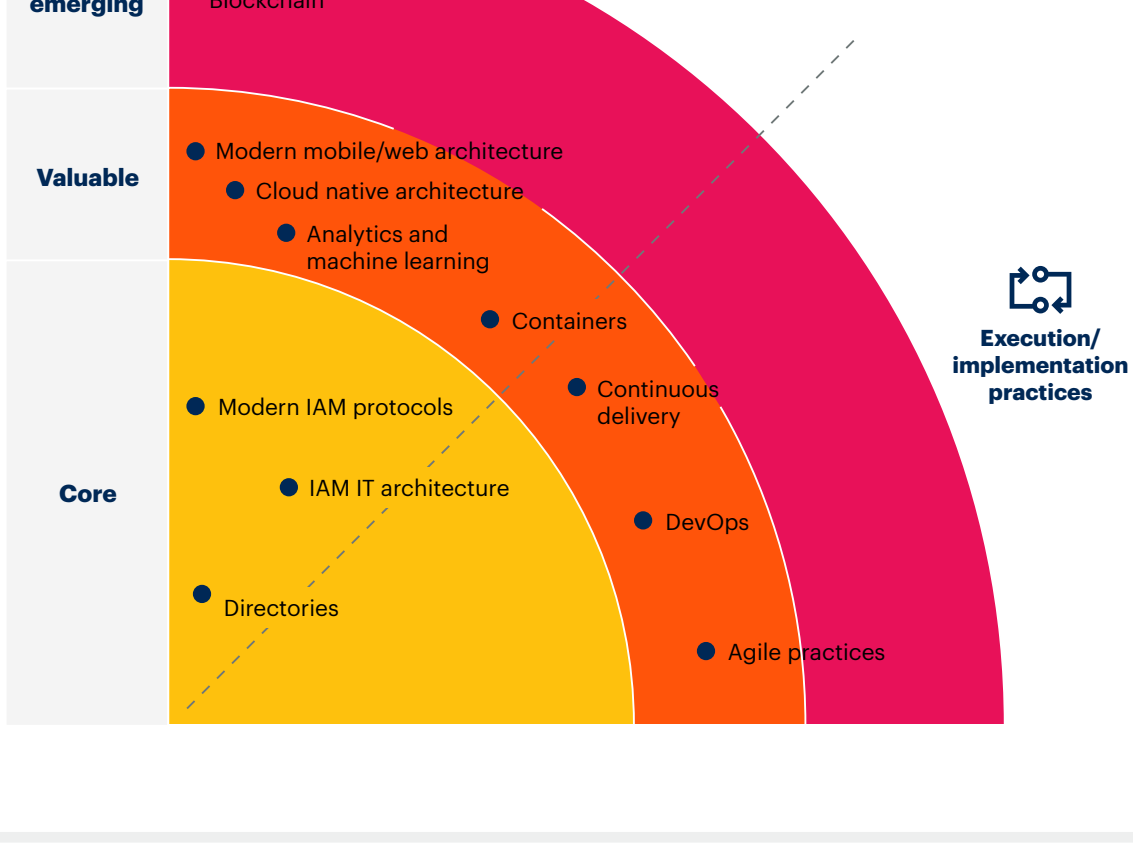 emerging
Blockchain
Valuable
Modern mobile/web architecture
Cloud native architecture
Analytics and
machine learning
Containers
Continuous
delivery
Execution/
implementation
practices
Core
Modern IAM protocols
IAM IT architecture
DevOps
Directories
Agile practices